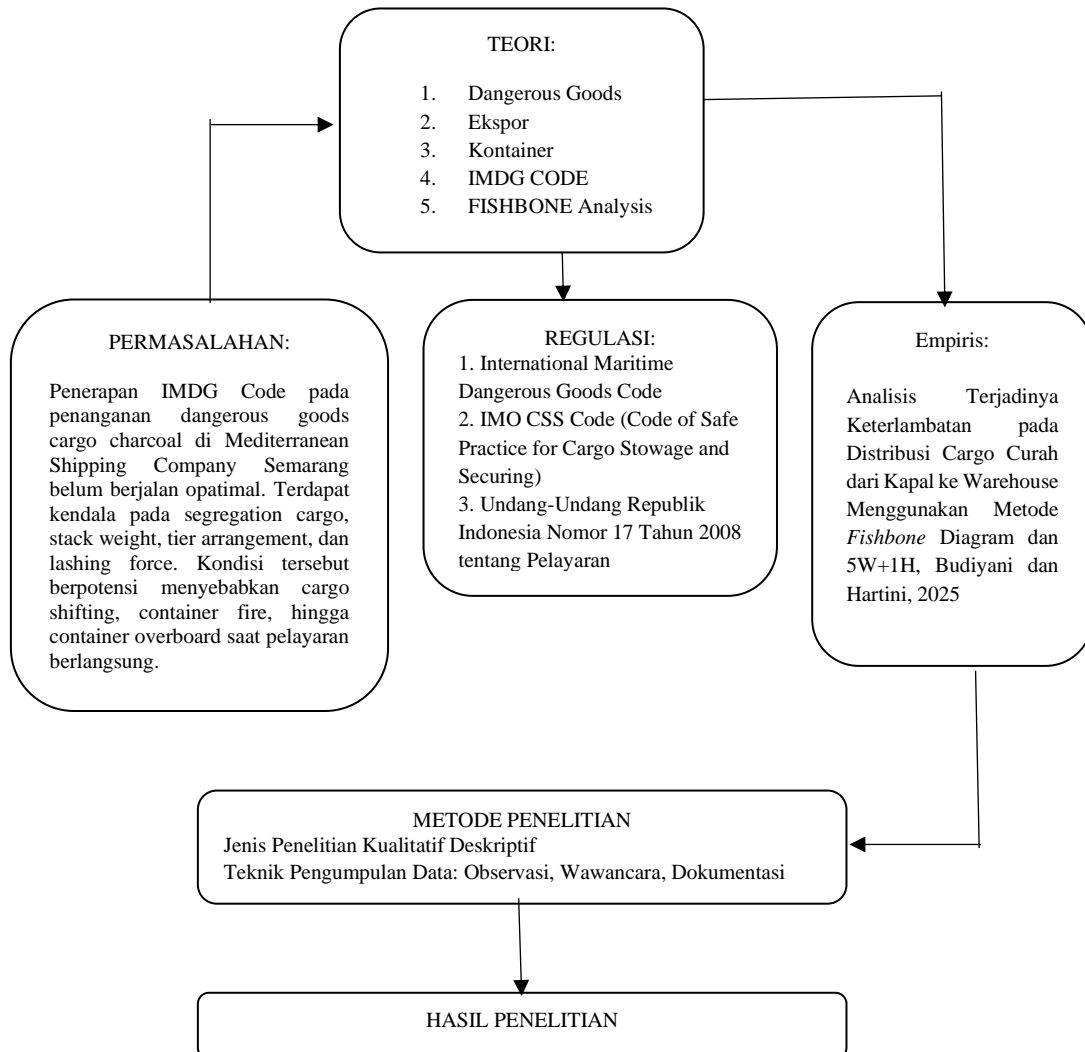 TEORI:
1. Dangerous Goods
2. Ekspor
3. Kontainer
4. IMDG CODE
5. FISHBONE Analysis
PERMASALAHAN:
Penerapan IMDG Code pada
penanganan dangerous goods
cargo charcoal di Mediterranean
Shipping Company Semarang
belum berjalan opatimal. Terdapat
kendala pada segregation cargo,
stack weight, tier arrangement, dan
lashing force. Kondisi tersebut
berpotensi menyebabkan cargo
shifting, container fire, hingga
container overboard saat pelayaran
berlangsung.
REGULASI:
1. International Maritime
Dangerous Goods Code
2. IMO CSS Code (Code of Safe
Practice for Cargo Stowage and
Securing)
3. Undang-Undang Republik
Indonesia Nomor 17 Tahun 2008
tentang Pelayaran
Empiris:
Analisis Terjadinya
Keterlambatan pada
Distribusi Cargo Curah
dari Kapal ke Warehouse
Menggunakan Metode
Fishbone Diagram dan
5W+1H, Budiyani dan
Hartini, 2025
METODE PENELITIAN
Jenis Penelitian Kualitatif Deskriptif
Teknik Pengumpulan Data: Observasi, Wawancara, Dokumentasi
HASIL PENELITIAN